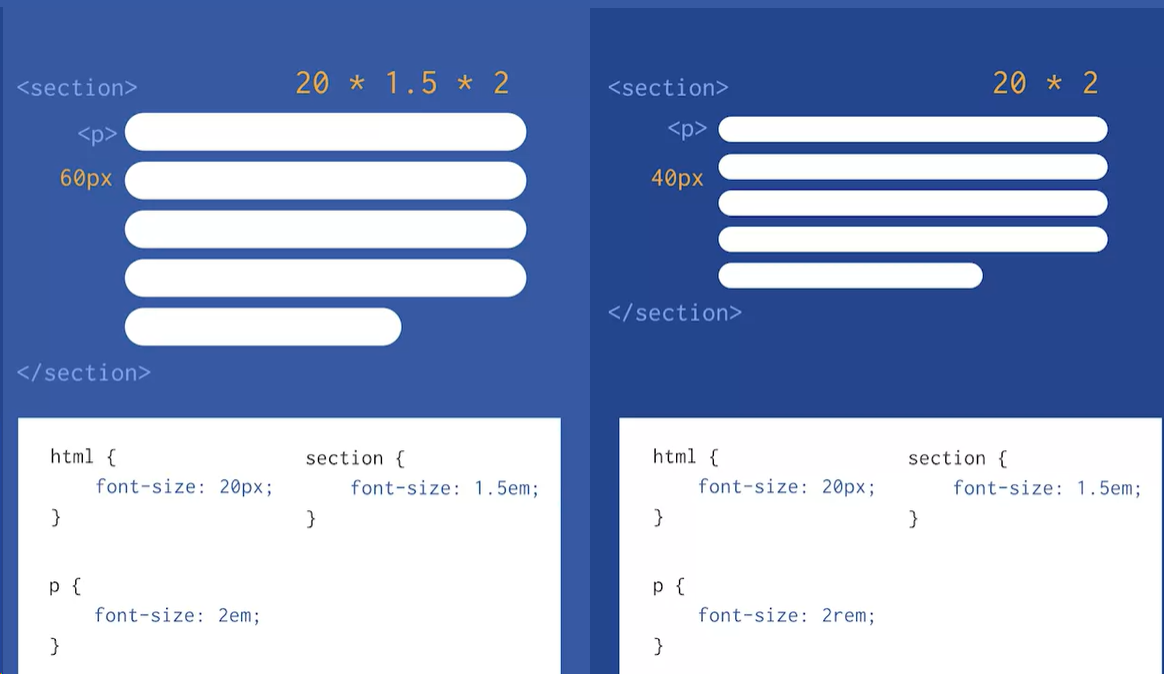 <section>
20 * 1.5 * 2
<p>
60px
</section>
html {
font-size: 20px;
}
section {
font-size: 1.5em;
}
p {
font-size: 2em;
}
<section>
20 * 2
<p>
40px
</section>
html {
font-size: 20px;
}
section {
font-size: 1.5em;
}
p {
font-size: 2rem;
}